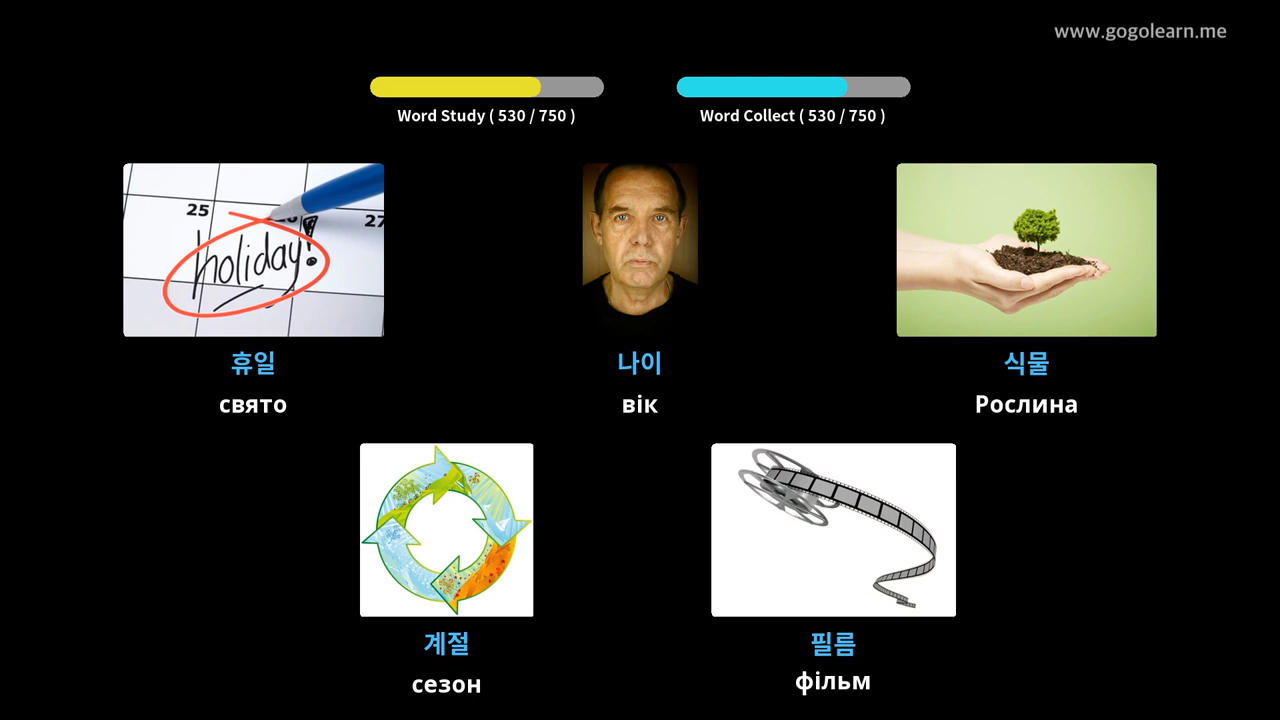 www.gogolearn.me
Word Study ( 530 / 750 )
Word Collect ( 530 / 750 )
25
27
holiday!
휴일
나이
식물
свято
вік
Рослина
계절
필름
сезон
фільм